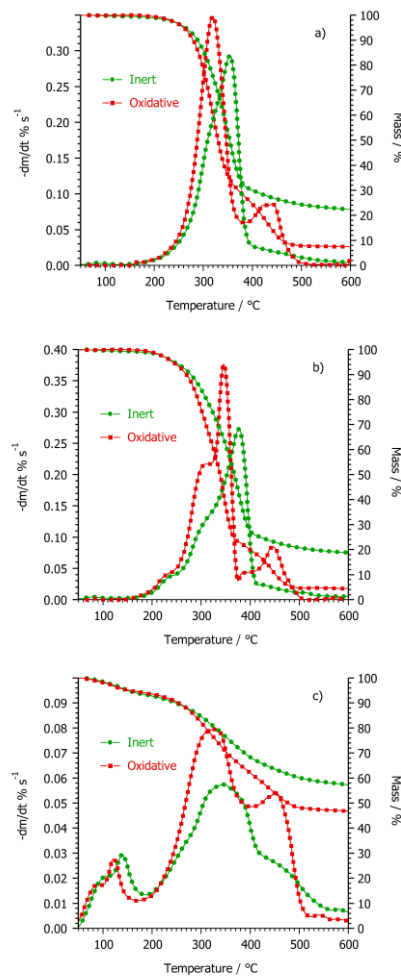 a)
0.35
0.30
0.25
0.20
0.15
0.10
0.05
0.00
-dm/dt % s⁻¹
Inert
Oxidative
100
90
80
70
60
50
40
30
20
10
0
Mass / %
100 200 300 400 500 600
Temperature / °C
b)
0.40
0.35
0.30
0.25
0.20
0.15
0.10
0.05
0.00
-dm/dt % s⁻¹
Inert
Oxidative
100
90
80
70
60
50
40
30
20
10
0
Mass / %
100 200 300 400 500 600
Temperature / °C
c)
0.09
0.08
0.07
0.06
0.05
0.04
0.03
0.02
0.01
0.00
-dm/dt % s⁻¹
Inert
Oxidative
100
90
80
70
60
50
40
30
20
10
0
Mass / %
100 200 300 400 500 600
Temperature / °C